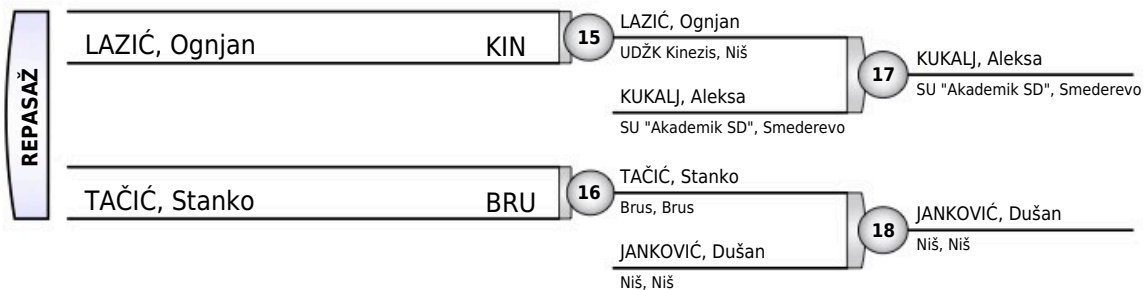 REPASAŽ
LAZIĆ, Ognjan KIN
15
LAZIĆ, Ognjan
UDŽK Kinezis, Niš
KUKALJ, Aleksa
SU "Akademik SD", Smederevo
17
KUKALJ, Aleksa
SU "Akademik SD", Smederevo
TAČIĆ, Stanko BRU
16
TAČIĆ, Stanko
Brus, Brus
JANKOVIĆ, Dušan
Niš, Niš
18
JANKOVIĆ, Dušan
Niš, Niš